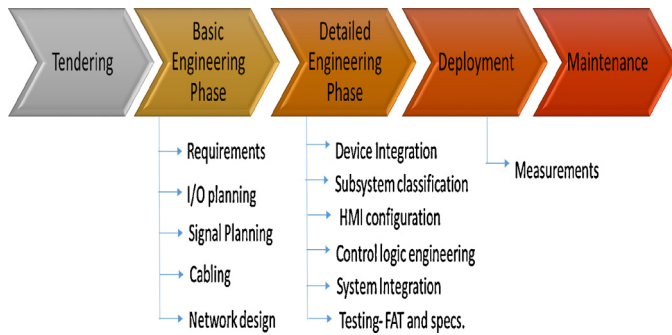 Tendering
Basic
Engineering
Phase
Detailed
Engineering
Phase
Deployment
Maintenance
Requirements
I/O planning
Signal Planning
Cabling
Network design
Device Integration
Subsystem classification
HMI configuration
Control logic engineering
System Integration
Testing- FAT and specs.
Measurements